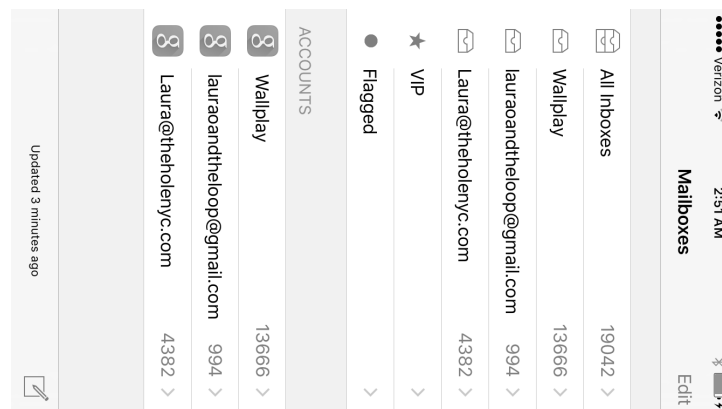 Verizon 2:51 AM
Mailboxes Edit
All Inboxes 19042
Wallplay 13666
lauraoandtheloop@gmail.com 994
Laura@theholenyc.com 4382
VIP
Flagged
ACCOUNTS
Wallplay 13666
lauraoandtheloop@gmail.com 994
Laura@theholenyc.com 4382
Updated 3 minutes ago